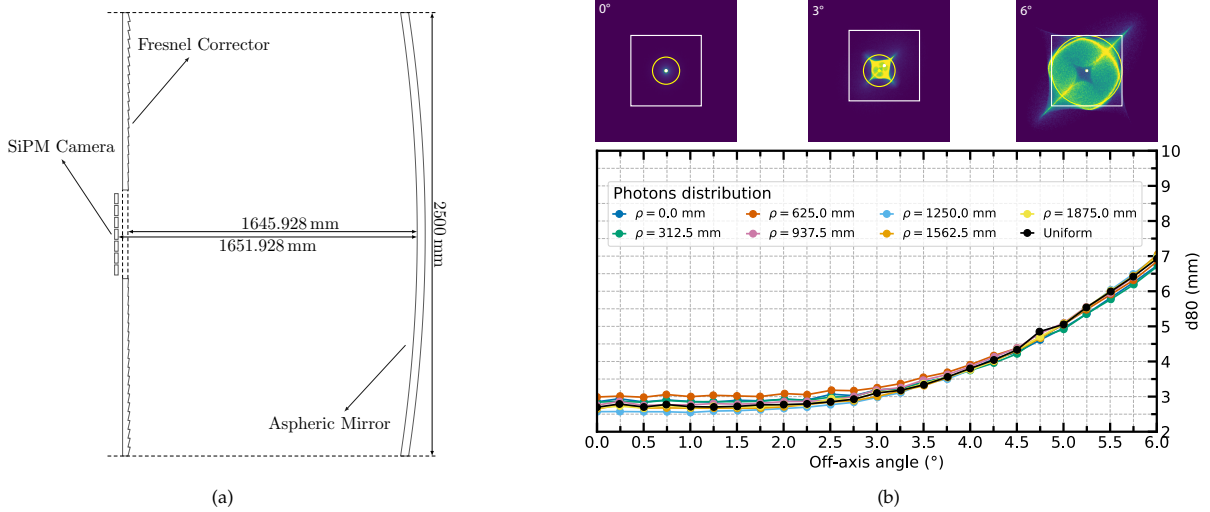 Fresnel Corrector
SiPM Camera
1645.928 mm
1651.928 mm
2500 mm
Aspheric Mirror
(a)
0°
3°
6°
Photons distribution
ρ = 0.0 mm
ρ = 625.0 mm
ρ = 1250.0 mm
ρ = 1875.0 mm
ρ = 312.5 mm
ρ = 937.5 mm
ρ = 1562.5 mm
Uniform
10
9
8
7
6
5
4
3
2
d80 (mm)
0.0 0.5 1.0 1.5 2.0 2.5 3.0 3.5 4.0 4.5 5.0 5.5 6.0
Off-axis angle (°)
(b)